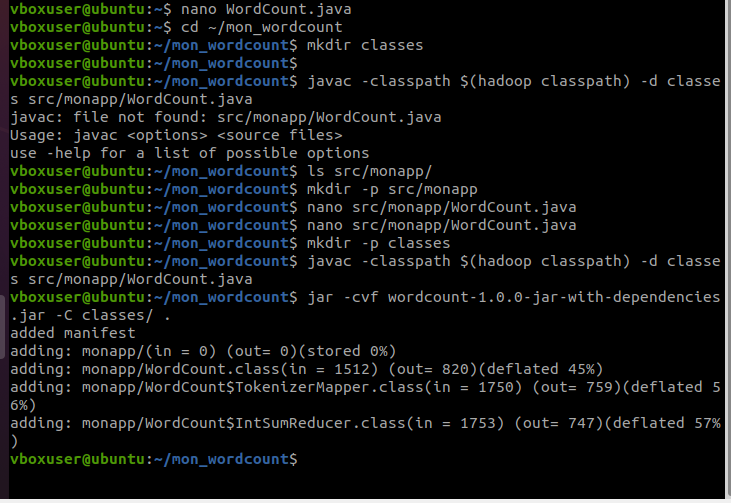 vboxuser@ubuntu:~$ nano WordCount.java
vboxuser@ubuntu:~$ cd ~/mon_wordcount
vboxuser@ubuntu:~/mon_wordcount$ mkdir classes
vboxuser@ubuntu:~/mon_wordcount$
vboxuser@ubuntu:~/mon_wordcount$ javac -classpath $(hadoop classpath) -d classe
s src/monapp/WordCount.java
javac: file not found: src/monapp/WordCount.java
Usage: javac <options> <source files>
use -help for a list of possible options
vboxuser@ubuntu:~/mon_wordcount$ ls src/monapp/
vboxuser@ubuntu:~/mon_wordcount$ mkdir -p src/monapp
vboxuser@ubuntu:~/mon_wordcount$ nano src/monapp/WordCount.java
vboxuser@ubuntu:~/mon_wordcount$ nano src/monapp/WordCount.java
vboxuser@ubuntu:~/mon_wordcount$ mkdir -p classes
vboxuser@ubuntu:~/mon_wordcount$ javac -classpath $(hadoop classpath) -d classe
s src/monapp/WordCount.java
vboxuser@ubuntu:~/mon_wordcount$ jar -cvf wordcount-1.0.0-jar-with-dependencies
.jar -C classes/ .
added manifest
adding: monapp/(in = 0) (out= 0)(stored 0%)
adding: monapp/WordCount.class(in = 1512) (out= 820)(deflated 45%)
adding: monapp/WordCount$TokenizerMapper.class(in = 1750) (out= 759)(deflated 5
6%)
adding: monapp/WordCount$IntSumReducer.class(in = 1753) (out= 747)(deflated 57%
)
vboxuser@ubuntu:~/mon_wordcount$